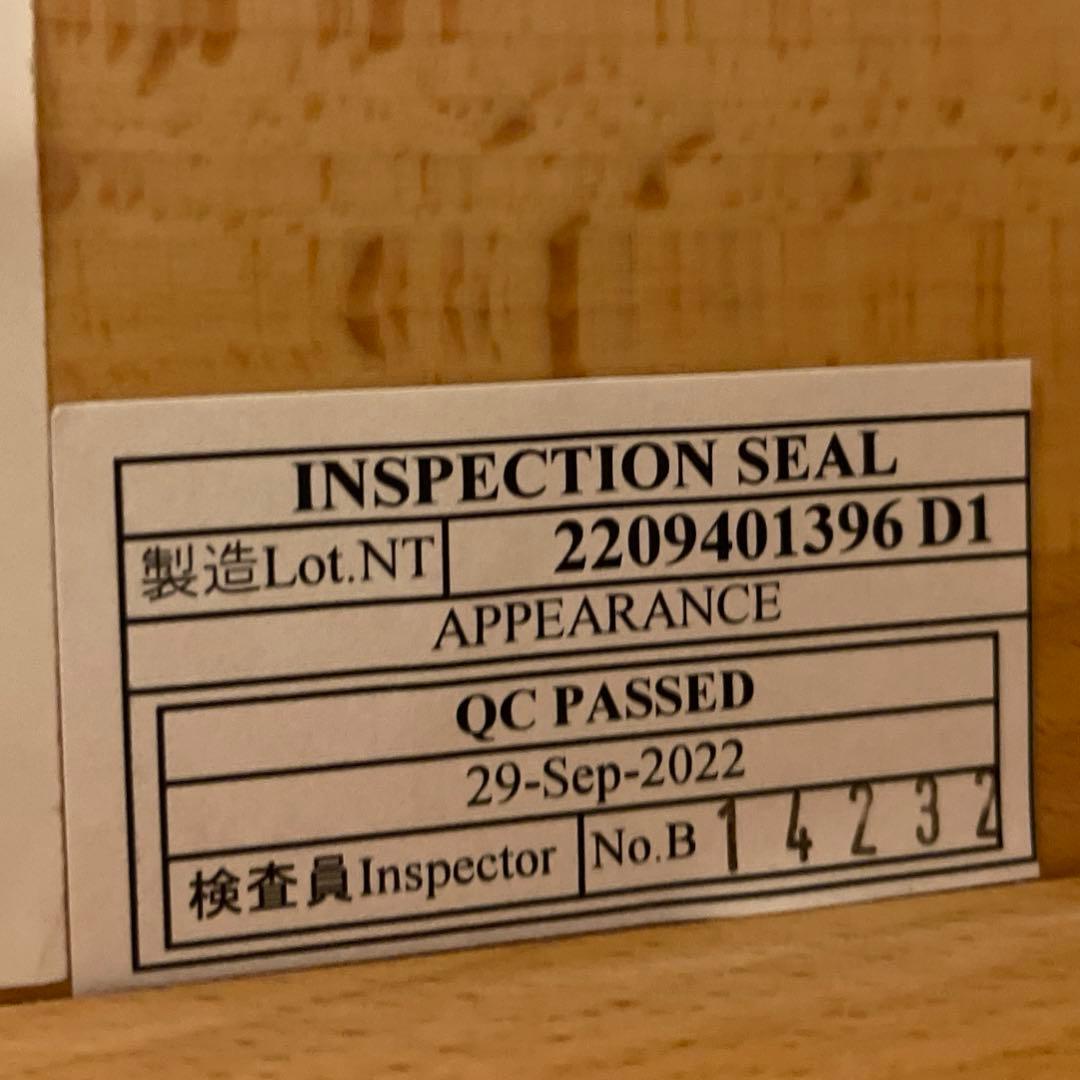 INSPECTION SEAL
製造Lot.NT 2209401396 D1
APPEARANCE
QC PASSED
29-Sep-2022
検査員Inspector No.B 14232